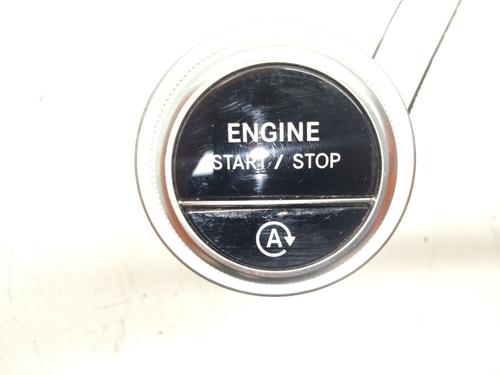 ENGINE
START / STOP
A